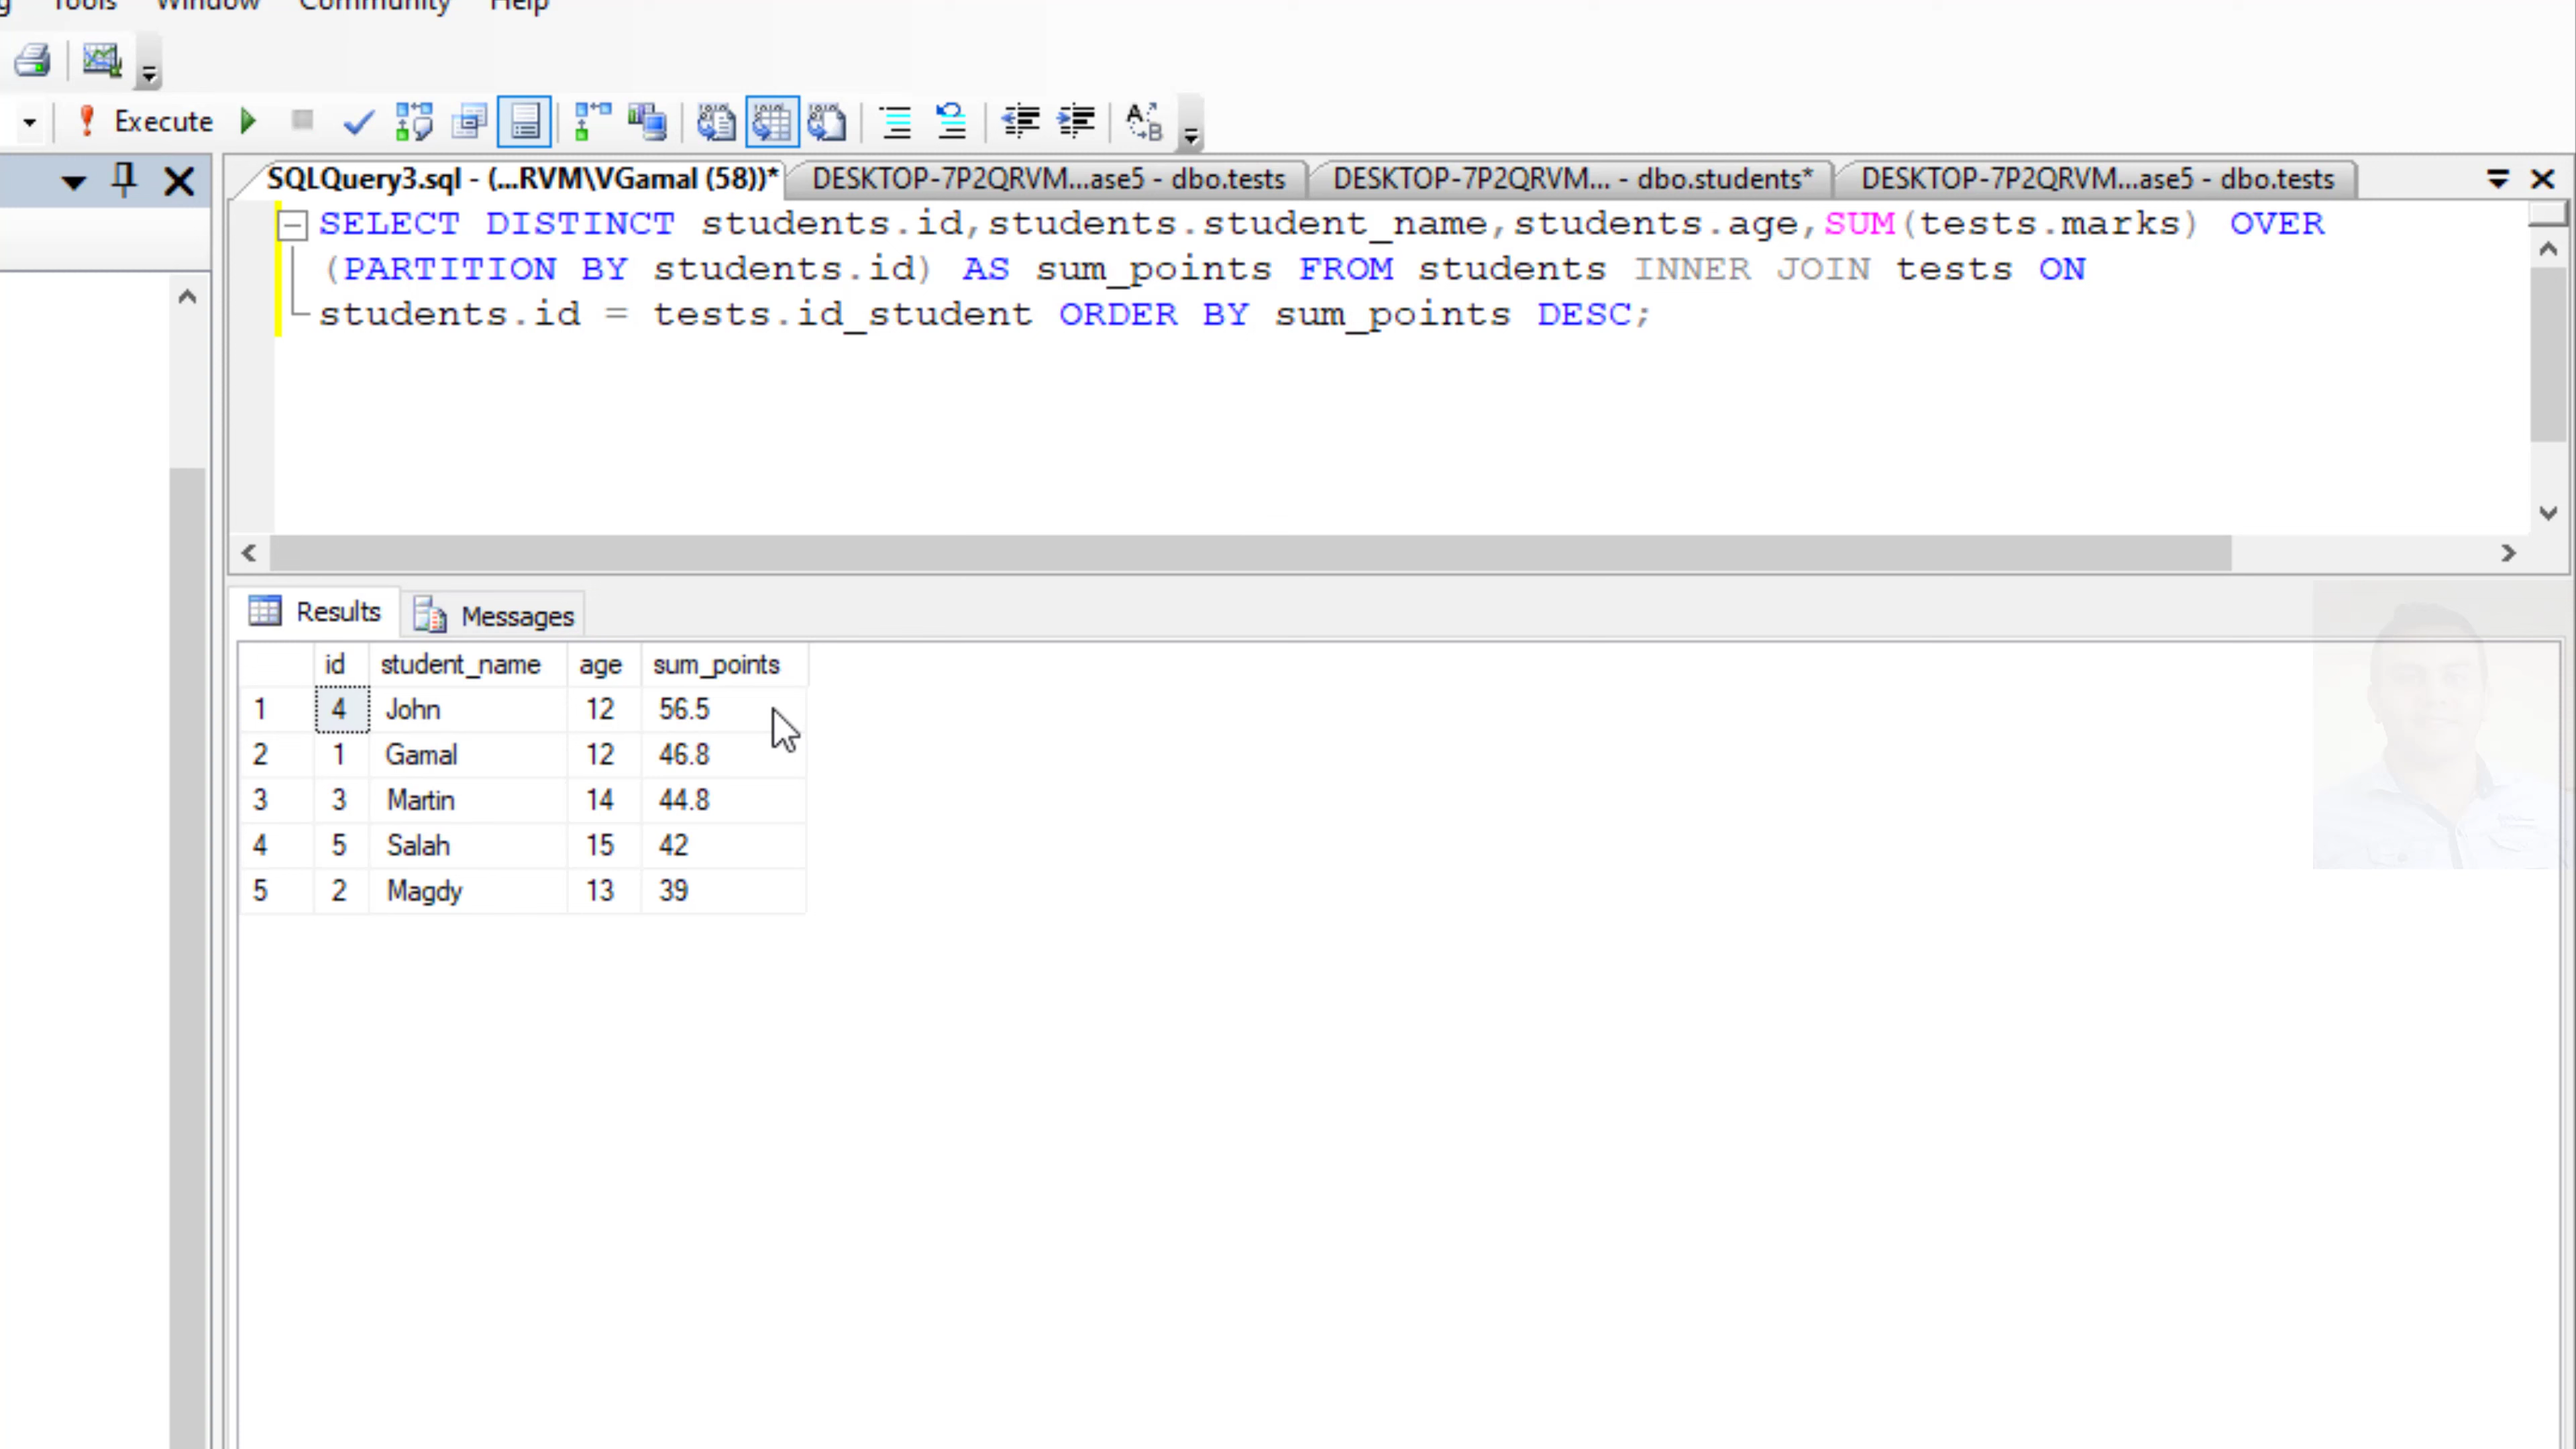 Tools Window Community Help
Execute
SQLQuery3.sql - (...RVM\VGamal (58))* DESKTOP-7P2QRVM...ase5 - dbo.tests DESKTOP-7P2QRVM... - dbo.students* DESKTOP-7P2QRVM...ase5 - dbo.tests
SELECT DISTINCT students.id,students.student_name,students.age,SUM(tests.marks) OVER
(PARTITION BY students.id) AS sum_points FROM students INNER JOIN tests ON
students.id = tests.id_student ORDER BY sum_points DESC;
Results Messages
id student_name age sum_points
1 4 John 12 56.5
2 1 Gamal 12 46.8
3 3 Martin 14 44.8
4 5 Salah 15 42
5 2 Magdy 13 39